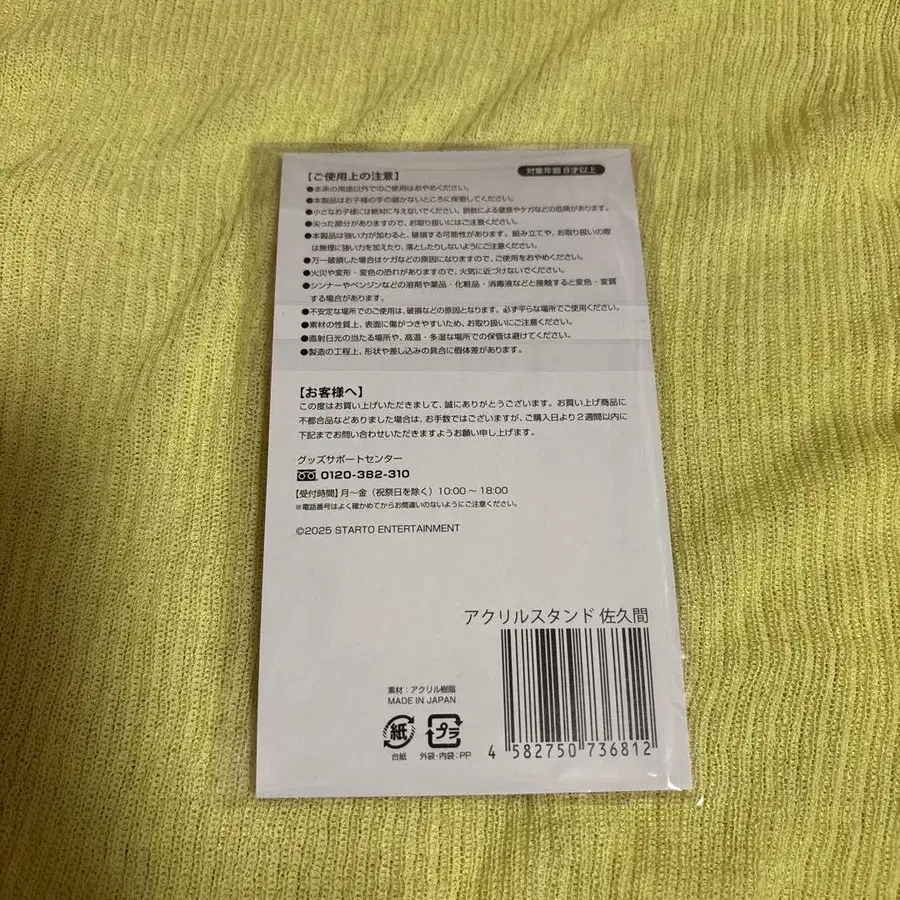 【ご使用上の注意】
対象年齢 8才以上
●本来の用途以外でのご使用はおやめください。
●本製品はお子様の手の届かないところに保管してください。
●小さなお子様には絶対に与えないでください。誤飲による窒息やケガなどの危険があります。
●尖った部分がありますので、お取り扱いにはご注意ください。
●本製品は強い力が加わると、破損する可能性があります。組み立てや、お取り扱いの際
は無理に強い力を加えたり、落としたりしないようにご注意ください。
●万一破損した場合はケガなどの原因になりますので、ご使用をおやめください。
●火災や変形・変色の恐れがありますので、火気に近づけないでください。
●シンナーやベンジンなどの溶剤や薬品・化粧品・消毒液などと接触すると変色・変質
する場合があります。
●不安定な場所でのご使用は、破損などの原因となります。必ず平らな場所でご使用ください。
●素材の性質上、表面に傷がつきやすいため、お取り扱いにご注意ください。
●直射日光の当たる場所や、高温・多湿な場所での保管は避けてください。
●製造の工程上、形状や差し込みの具合に個体差があります。
【お客様へ】
この度はお買い上げいただきまして、誠にありがとうございます。お買い上げ商品に
不都合品などありました場合は、お手数ではございますが、ご購入日より2週間以内に
下記までお問い合わせいただきますようお願い申し上げます。
グッズサポートセンター
0120-382-310
【受付時間】月〜金（祝祭日を除く）10:00〜18:00
※電話番号はよく確かめてからお間違いのないようにご注意ください。
©2025 STARTO ENTERTAINMENT
アクリルスタンド 佐久間
素材：アクリル樹脂
MADE IN JAPAN
紙
台紙
プラ
外袋・内袋：PP
4 582750 736812